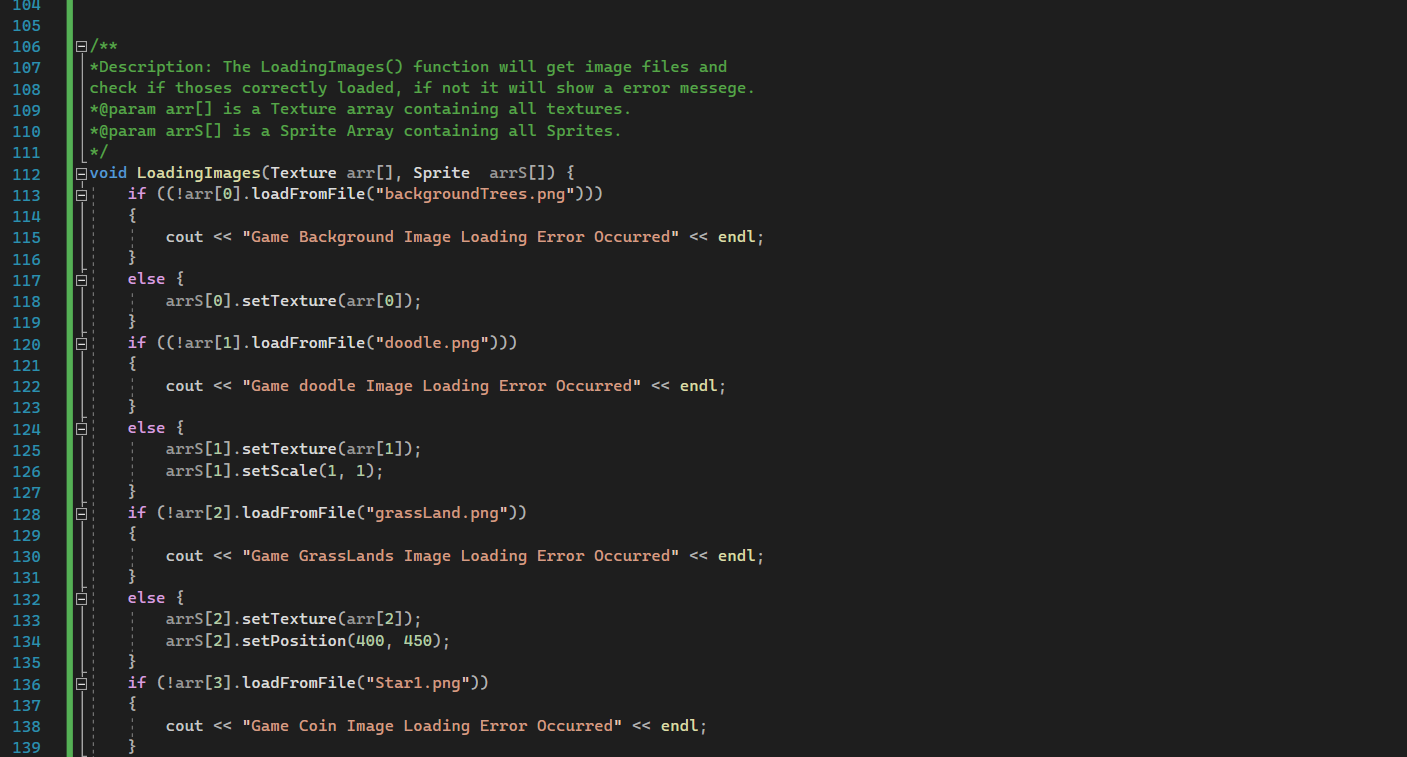 104
105
106 /**
107 *Description: The LoadingImages() function will get image files and
108 check if thoses correctly loaded, if not it will show a error messege.
109 *@param arr[] is a Texture array containing all textures.
110 *@param arrS[] is a Sprite Array containing all Sprites.
111 */
112 void LoadingImages(Texture arr[], Sprite  arrS[]) {
113     if ((!arr[0].loadFromFile("backgroundTrees.png")))
114     {
115         cout << "Game Background Image Loading Error Occurred" << endl;
116     }
117     else {
118         arrS[0].setTexture(arr[0]);
119     }
120     if ((!arr[1].loadFromFile("doodle.png")))
121     {
122         cout << "Game doodle Image Loading Error Occurred" << endl;
123     }
124     else {
125         arrS[1].setTexture(arr[1]);
126         arrS[1].setScale(1, 1);
127     }
128     if (!arr[2].loadFromFile("grassLand.png"))
129     {
130         cout << "Game GrassLands Image Loading Error Occurred" << endl;
131     }
132     else {
133         arrS[2].setTexture(arr[2]);
134         arrS[2].setPosition(400, 450);
135     }
136     if (!arr[3].loadFromFile("Star1.png"))
137     {
138         cout << "Game Coin Image Loading Error Occurred" << endl;
139     }